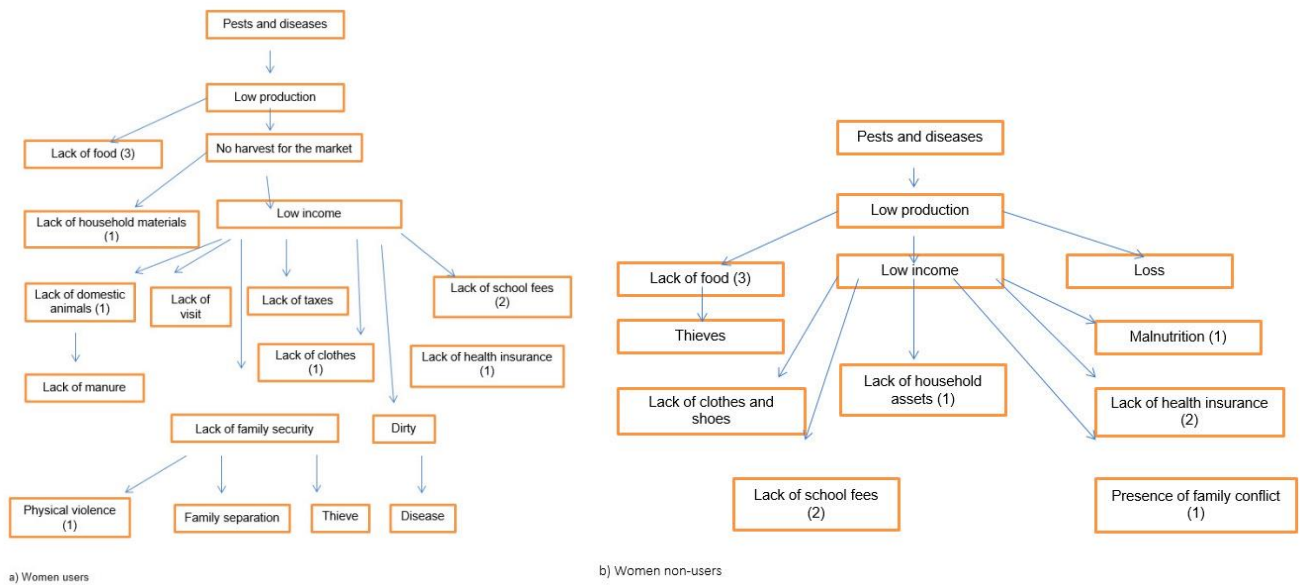 Pests and diseases
Low production
Lack of food (3)
No harvest for the market
Lack of household materials
(1)
Low income
Lack of domestic
animals (1)
Lack of
visit
Lack of taxes
Lack of school fees
(2)
Lack of manure
Lack of clothes
(1)
Lack of health insurance
(1)
Lack of family security
Dirty
Physical violence
(1)
Family separation
Thieve
Disease
a) Women users
Pests and diseases
Low production
Lack of food (3)
Low income
Loss
Thieves
Malnutrition (1)
Lack of clothes and
shoes
Lack of household
assets (1)
Lack of health insurance
(2)
Lack of school fees
(2)
Presence of family conflict
(1)
b) Women non-users